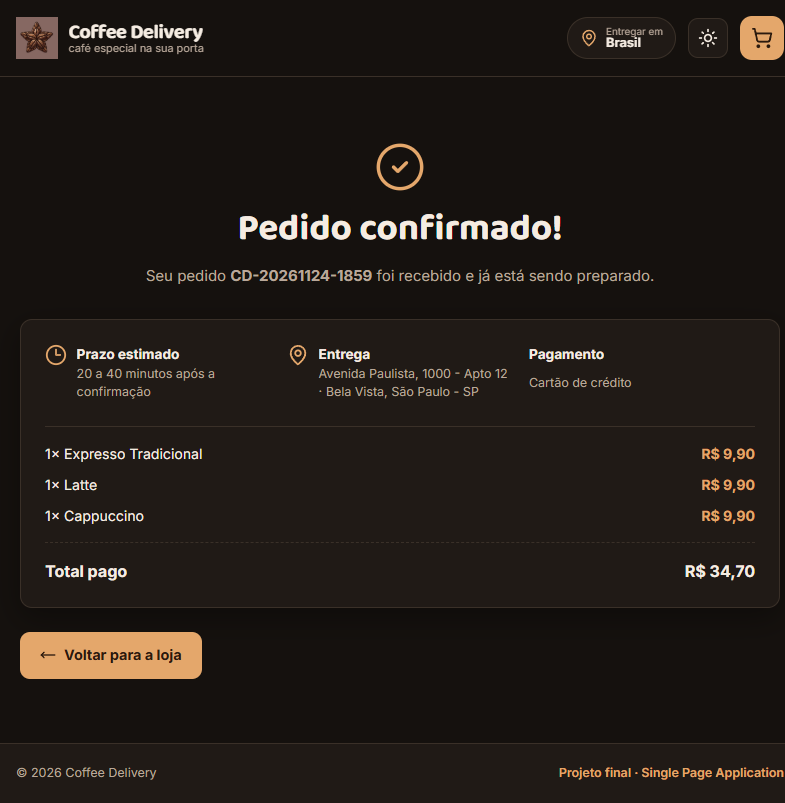 Coffee Delivery
café especial na sua porta
Entregar em
Brasil
Pedido confirmado!
Seu pedido CD-20261124-1859 foi recebido e já está sendo preparado.
Prazo estimado
20 a 40 minutos após a
confirmação
Entrega
Avenida Paulista, 1000 - Apto 12
· Bela Vista, São Paulo - SP
Pagamento
Cartão de crédito
1× Expresso Tradicional R$ 9,90
1× Latte R$ 9,90
1× Cappuccino R$ 9,90
Total pago R$ 34,70
← Voltar para a loja
© 2026 Coffee Delivery
Projeto final · Single Page Application